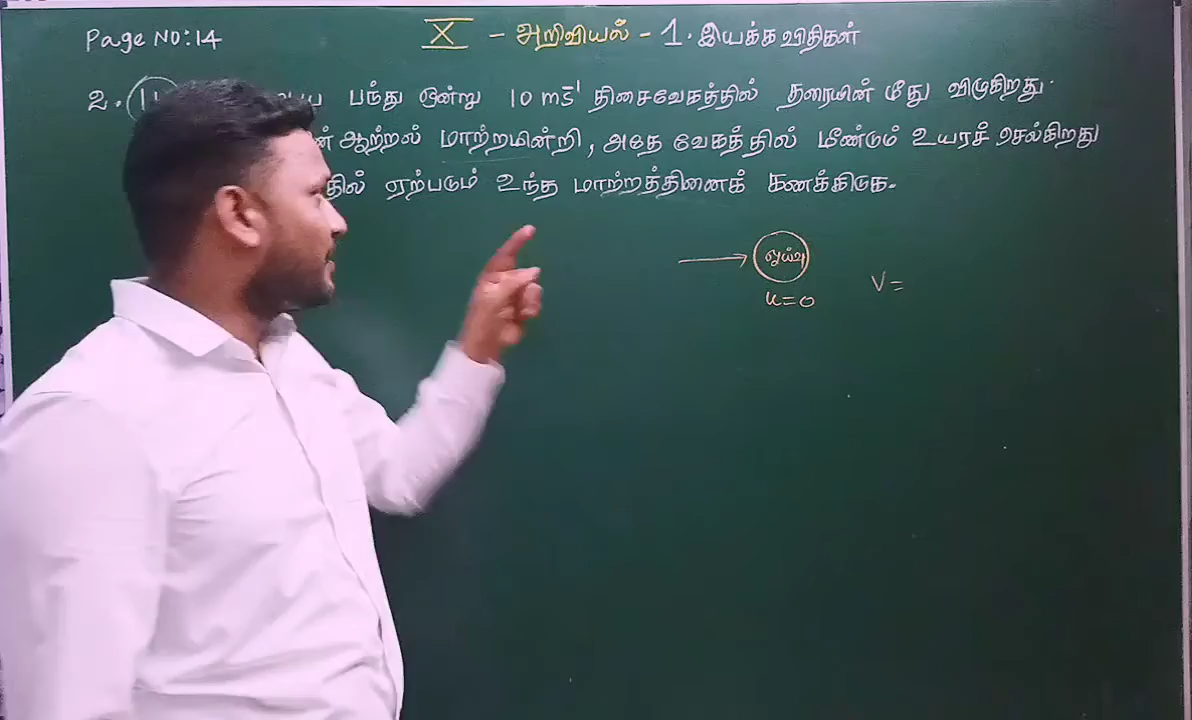 Page NO: 14
X - அறிவியல் - 1. இயக்க விதிகள்
2. பந்து ஒன்று 10 ms⁻¹ திசைவேகத்தில் தரையின் மீது விழுகிறது.
ஆற்றல் மாற்றமின்றி, அதே வேகத்தில் மீண்டும் உயரச் செல்கிறது
ஏற்படும் உந்த மாற்றத்தினைக் கணக்கிடுக.
ஓய்வு
u=0
V=